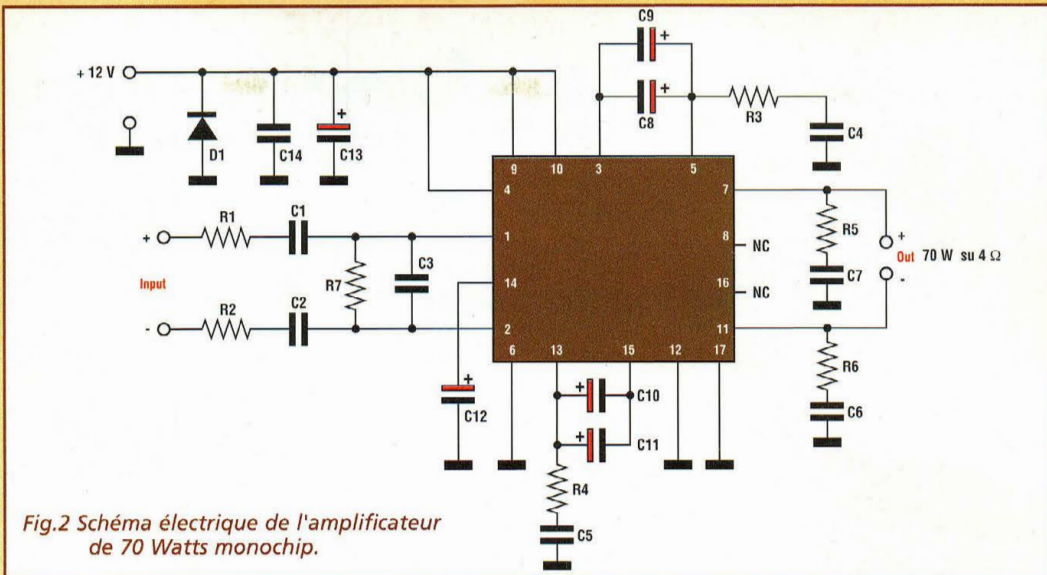 C9
+
+ 12 V
C8
+
R3
C4
D1
C14
+
C13
9
10
3
5
4
7
R1
C1
+
1
8
NC
R5
+
Out 70 W su 4 Ω
-
Input
R7
C3
14
16
NC
C7
R2
C2
-
2
11
6
13
15
12
17
R6
+
C12
+
C10
+
C11
C6
R4
C5
Fig.2 Schéma électrique de l'amplificateur
de 70 Watts monochip.